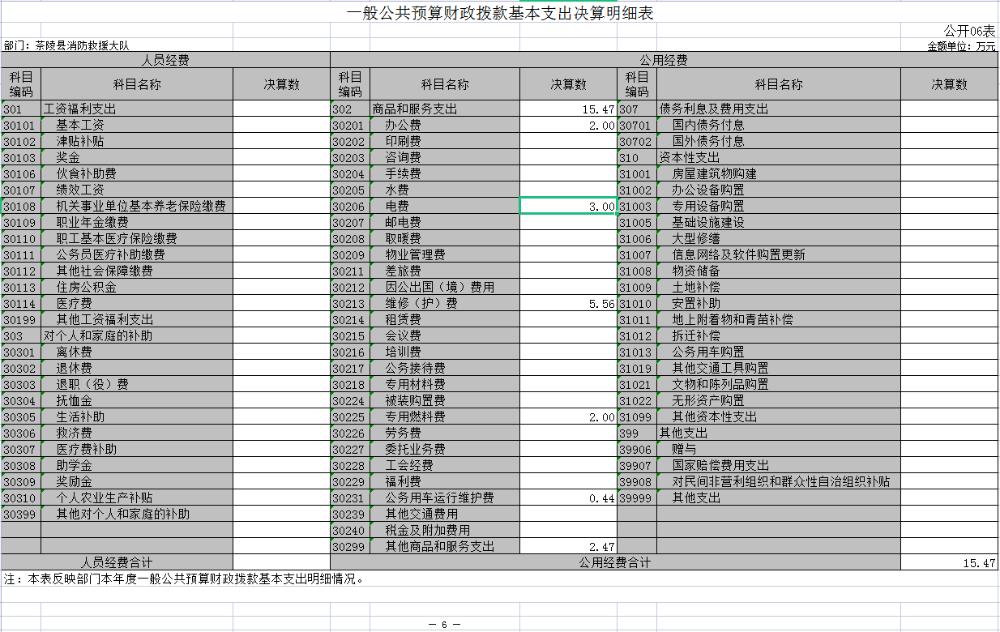 一般公共预算财政拨款基本支出决算明细表
公开06表
部门：茶陵县消防救援大队 金额单位：万元
人员经费 公用经费
科目编码 科目名称 决算数 科目编码 科目名称 决算数 科目编码 科目名称 决算数
301 工资福利支出 302 商品和服务支出 15.47 307 债务利息及费用支出
30101 基本工资 30201 办公费 2.00 30701 国内债务付息
30102 津贴补贴 30202 印刷费 30702 国外债务付息
30103 奖金 30203 咨询费 310 资本性支出
30106 伙食补助费 30204 手续费 31001 房屋建筑物购建
30107 绩效工资 30205 水费 31002 办公设备购置
30108 机关事业单位基本养老保险缴费 30206 电费 3.00 31003 专用设备购置
30109 职业年金缴费 30207 邮电费 31005 基础设施建设
30110 职工基本医疗保险缴费 30208 取暖费 31006 大型修缮
30111 公务员医疗补助缴费 30209 物业管理费 31007 信息网络及软件购置更新
30112 其他社会保障缴费 30211 差旅费 31008 物资储备
30113 住房公积金 30212 因公出国（境）费用 31009 土地补偿
30114 医疗费 30213 维修（护）费 5.56 31010 安置补助
30199 其他工资福利支出 30214 租赁费 31011 地上附着物和青苗补偿
303 对个人和家庭的补助 30215 会议费 31012 拆迁补偿
30301 离休费 30216 培训费 31013 公务用车购置
30302 退休费 30217 公务接待费 31019 其他交通工具购置
30303 退职（役）费 30218 专用材料费 31021 文物和陈列品购置
30304 抚恤金 30224 被装购置费 31022 无形资产购置
30305 生活补助 30225 专用燃料费 2.00 31099 其他资本性支出
30306 救济费 30226 劳务费 399 其他支出
30307 医疗费补助 30227 委托业务费 39906 赠与
30308 助学金 30228 工会经费 39907 国家赔偿费用支出
30309 奖励金 30229 福利费 39908 对民间非营利组织和群众性自治组织补贴
30310 个人农业生产补贴 30231 公务用车运行维护费 0.44 39999 其他支出
30399 其他对个人和家庭的补助 30239 其他交通费用
30240 税金及附加费用
30299 其他商品和服务支出 2.47
人员经费合计 公用经费合计 15.47
注：本表反映部门本年度一般公共预算财政拨款基本支出明细情况。
— 6 —